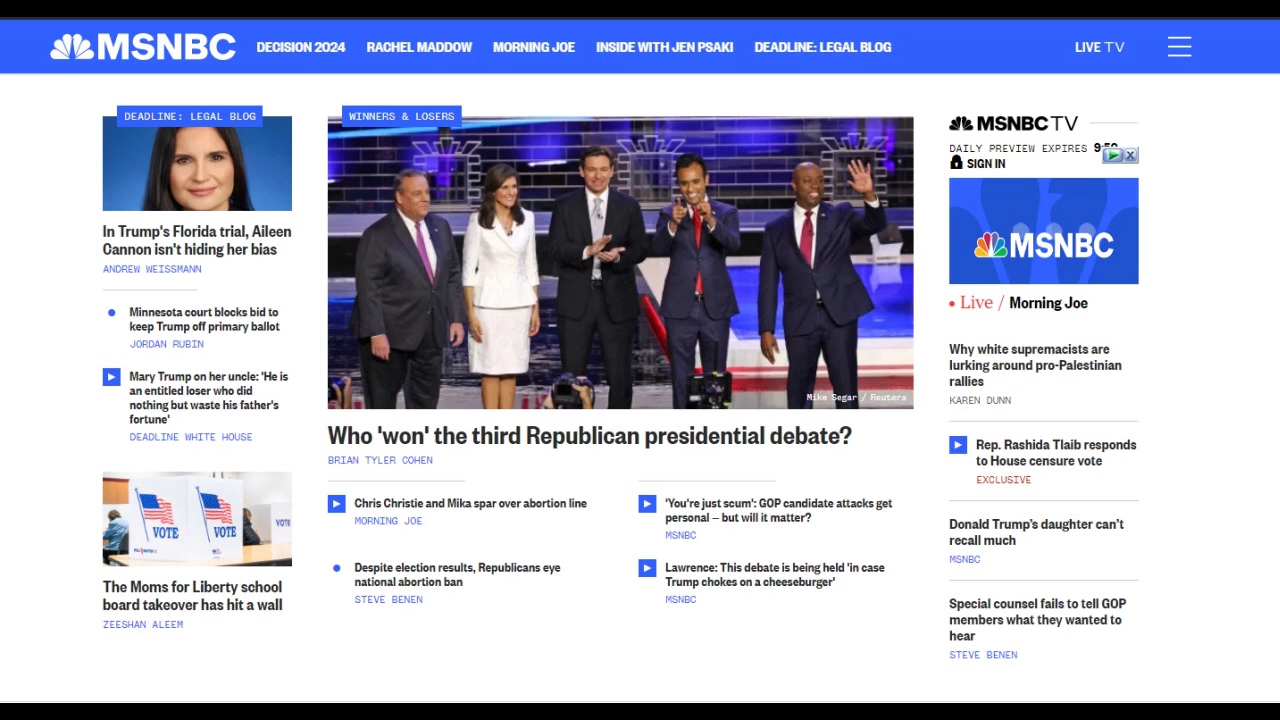 MSNBC
DECISION 2024
RACHEL MADDOW
MORNING JOE
INSIDE WITH JEN PSAKI
DEADLINE: LEGAL BLOG
LIVE TV
DEADLINE: LEGAL BLOG
In Trump's Florida trial, Aileen
Cannon isn't hiding her bias
ANDREW WEISSMANN
Minnesota court blocks bid to
keep Trump off primary ballot
JORDAN RUBIN
Mary Trump on her uncle: 'He is
an entitled loser who did
nothing but waste his father's
fortune'
DEADLINE WHITE HOUSE
VOTE
VOTE
VOTE
The Moms for Liberty school
board takeover has hit a wall
ZEESHAN ALEEM
WINNERS & LOSERS
Mike Segar / Reuters
Who 'won' the third Republican presidential debate?
BRIAN TYLER COHEN
Chris Christie and Mika spar over abortion line
MORNING JOE
Despite election results, Republicans eye
national abortion ban
STEVE BENEN
'You're just scum': GOP candidate attacks get
personal – but will it matter?
MSNBC
Lawrence: This debate is being held 'in case
Trump chokes on a cheeseburger'
MSNBC
MSNBC TV
DAILY PREVIEW EXPIRES
SIGN IN
MSNBC
Live / Morning Joe
Why white supremacists are
lurking around pro-Palestinian
rallies
KAREN DUNN
Rep. Rashida Tlaib responds
to House censure vote
EXCLUSIVE
Donald Trump's daughter can't
recall much
MSNBC
Special counsel fails to tell GOP
members what they wanted to
hear
STEVE BENEN